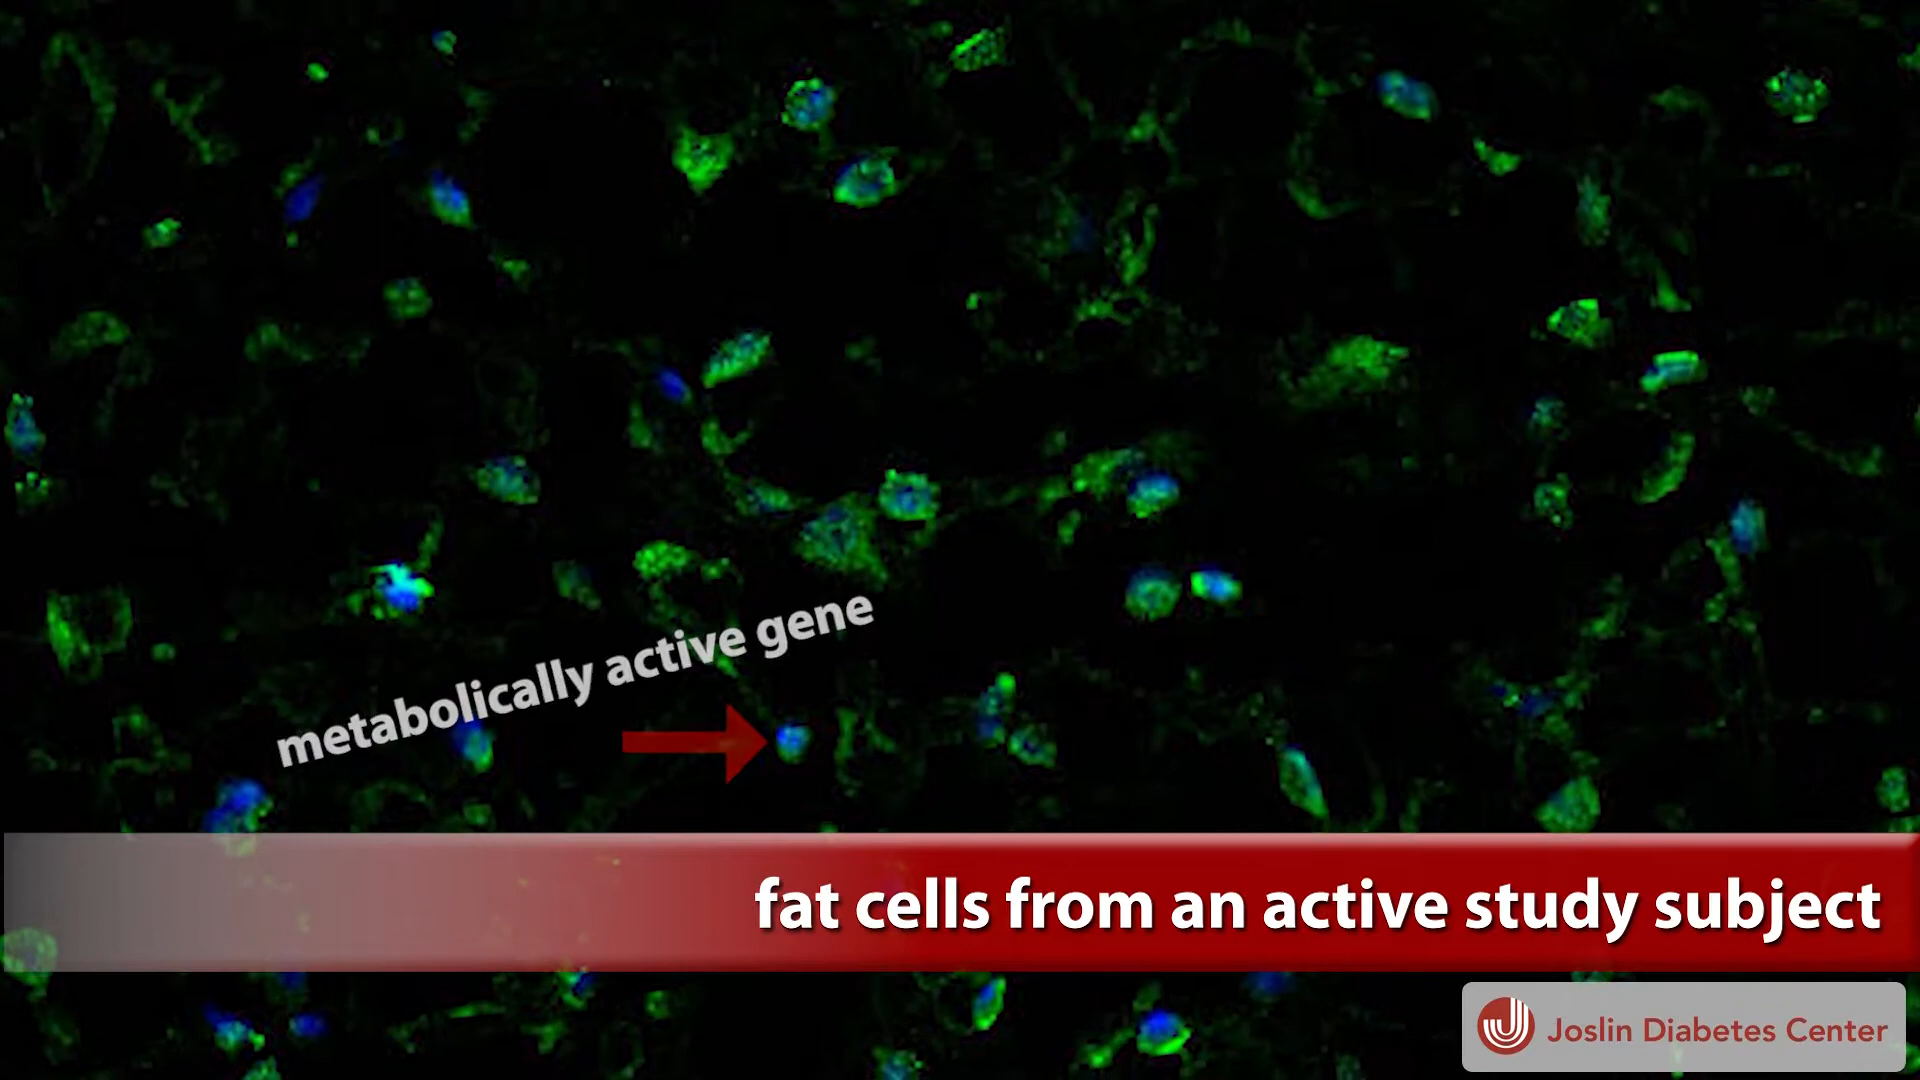 metabolically active gene
fat cells from an active study subject
Joslin Diabetes Center